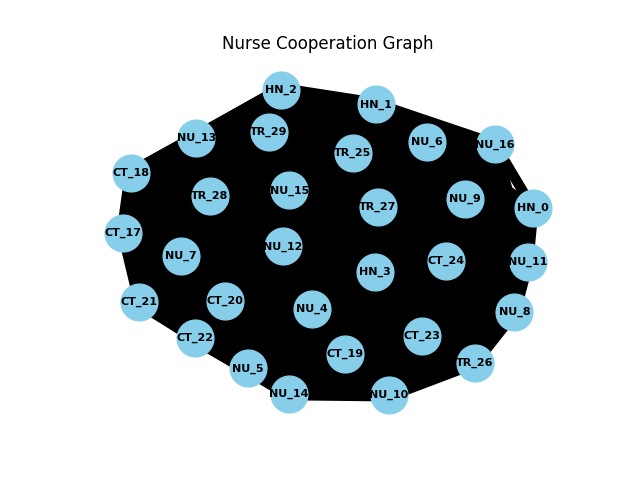 Nurse Cooperation Graph
HN_2
HN_1
TR_29
NU_13
NU_6
NU_16
TR_25
CT_18
NU_15
TR_28
NU_9
TR_27
HN_0
CT_17
NU_12
NU_7
CT_24
NU_11
HN_3
CT_21
CT_20
NU_4
NU_8
CT_22
CT_23
CT_19
TR_26
NU_5
NU_14
NU_10